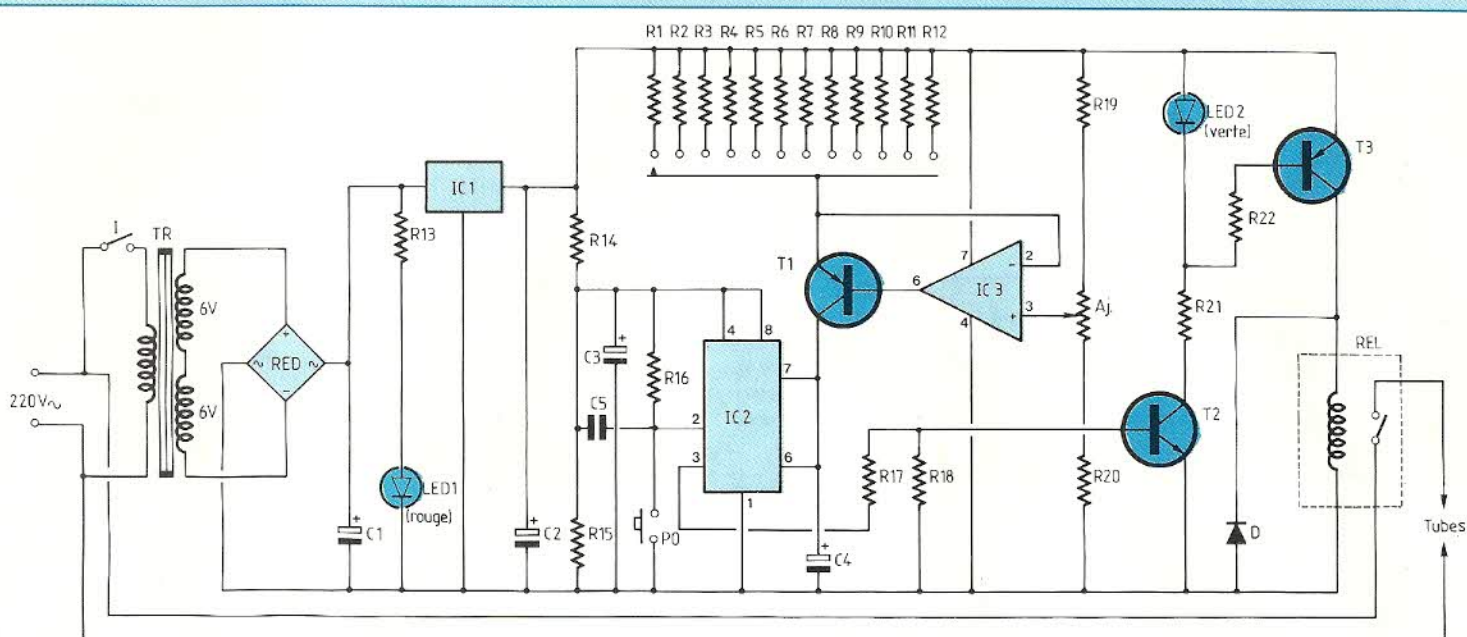 R1 R2 R3 R4 R5 R6 R7 R8 R9 R10 R11 R12
I
TR
6V
6V
220V~
~ RED ~
+
-
+
C1
R13
LED1
(rouge)
IC1
+
C2
R14
R15
C3
+
C5
R16
PO
IC2
4
8
7
2
3
6
1
+
C4
T1
6
IC3
7
4
-
2
+
3
R19
Aj.
R20
R17
R18
LED2
(verte)
R21
R22
T3
T2
D
REL
Tubes